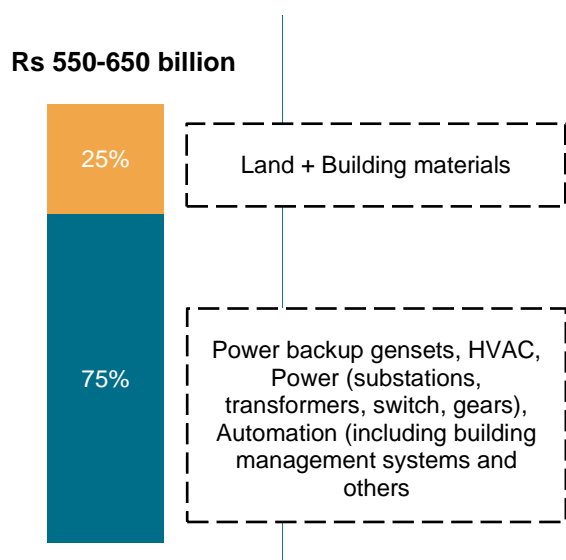 Rs 550-650 billion
25%
Land + Building materials
75%
Power backup gensets, HVAC,
Power (substations,
transformers, switch, gears),
Automation (including building
management systems and
others